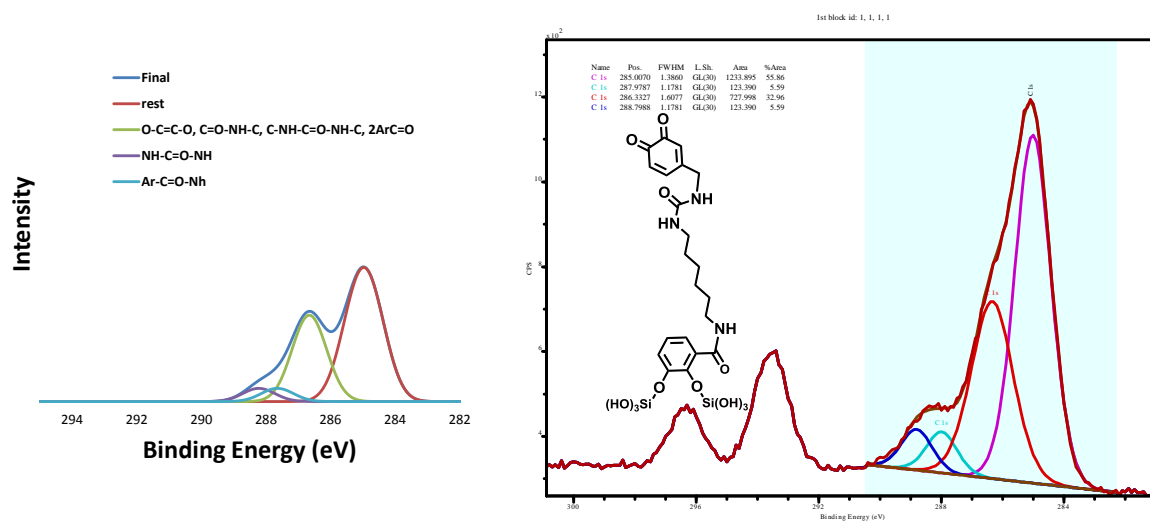 Final
rest
O-C=C-O, C=O-NH-C, C-NH-C=O-NH-C, 2ArC=O
NH-C=O-NH
Ar-C=O-Nh
Intensity
294 292 290 288 286 284 282
Binding Energy (eV)
1st block id: 1, 1, 1, 1
x10²
Name Pos. FWHM L.Sh. Area %Area
C 1s 285.0070 1.3860 GL(30) 1233.895 55.86
C 1s 287.9787 1.1781 GL(30) 123.390 5.59
C 1s 286.3327 1.6077 GL(30) 727.998 32.96
C 1s 288.7988 1.1781 GL(30) 123.390 5.59
C 1s
12
10
8
6
4
CPS
O
O
NH
O
HN
NH
O
O
O
(HO)₃Si
Si(OH)₃
C 1s
C 1s
300 296 292 288 284
Binding Energy (eV)